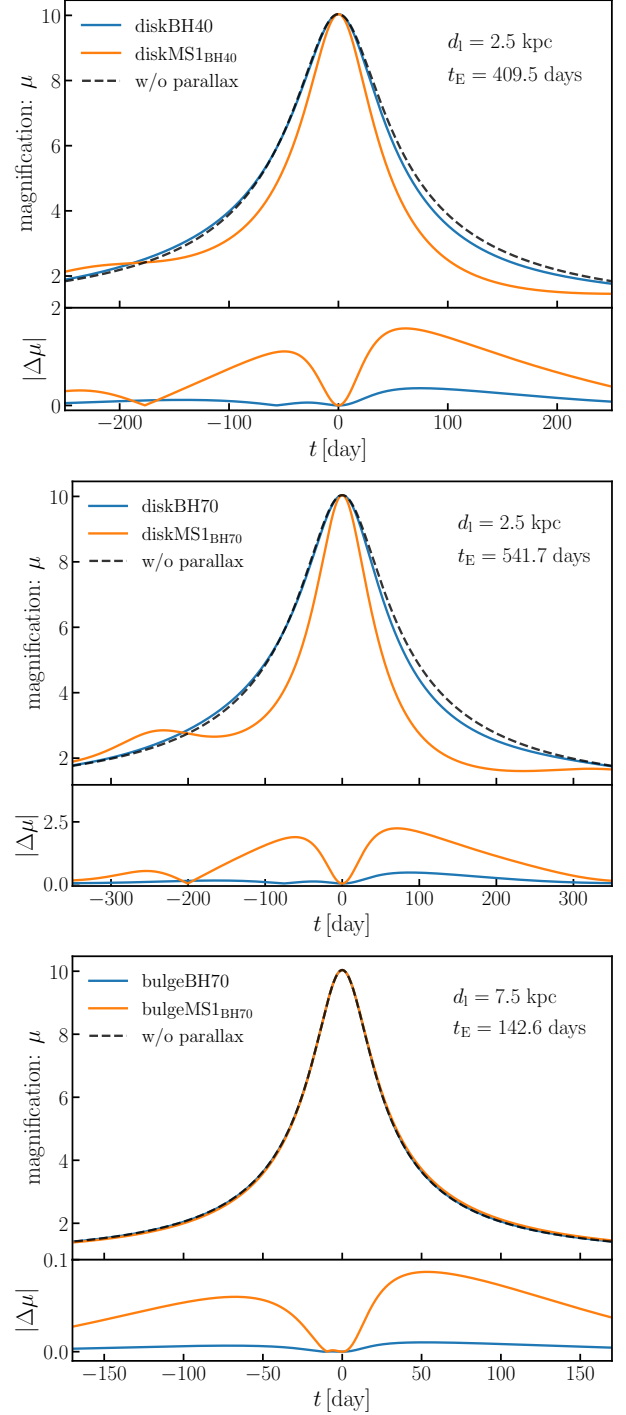 10
8
6
4
2
magnification: μ
diskBH40
diskMS1BH40
w/o parallax
dl = 2.5 kpc
tE = 409.5 days
2
0
|Δμ|
−200 −100 0 100 200
t [day]
10
8
6
4
2
magnification: μ
diskBH70
diskMS1BH70
w/o parallax
dl = 2.5 kpc
tE = 541.7 days
2.5
0.0
|Δμ|
−300 −200 −100 0 100 200 300
t [day]
10
8
6
4
2
magnification: μ
bulgeBH70
bulgeMS1BH70
w/o parallax
dl = 7.5 kpc
tE = 142.6 days
0.1
0.0
|Δμ|
−150 −100 −50 0 50 100 150
t [day]